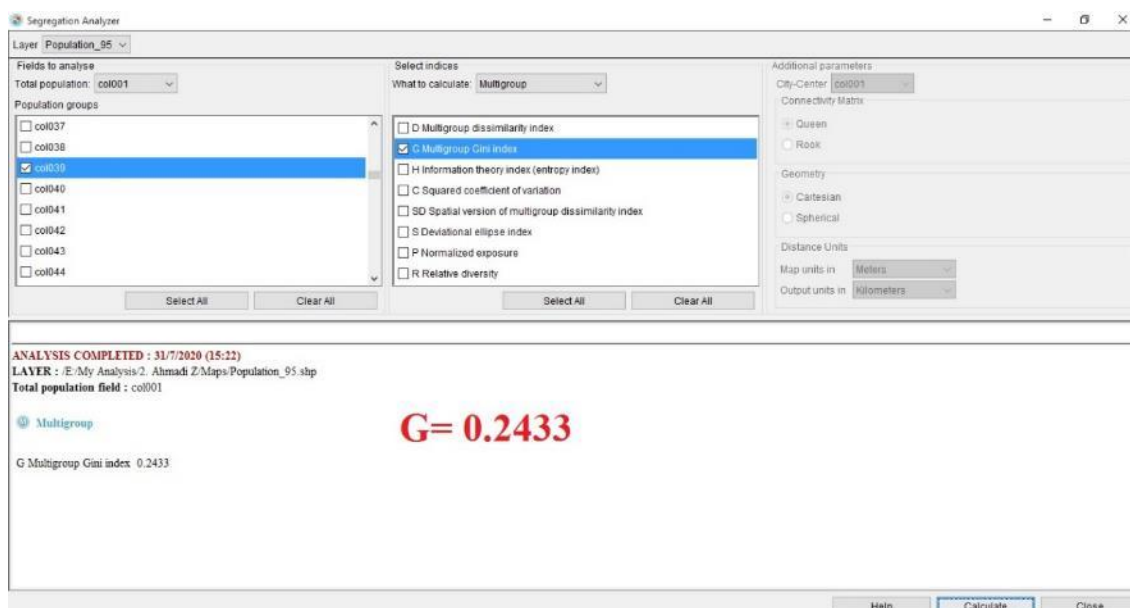 Segregation Analyzer
Layer Population_95
Fields to analyse
Total population: col001
Population groups
col037
col038
col039
col040
col041
col042
col043
col044
Select All Clear All
Select indices
What to calculate: Multigroup
D Multigroup dissimilarity index
G Multigroup Gini index
H Information theory index (entropy index)
C Squared coefficient of variation
SD Spatial version of multigroup dissimilarity index
S Deviational ellipse index
P Normalized exposure
R Relative diversity
Select All Clear All
Additional parameters
City-Center col001
Connectivity Matrix
Queen
Rook
Geometry
Cartesian
Spherical
Distance Units
Map units in Meters
Output units in Kilometers
ANALYSIS COMPLETED : 31/7/2020 (15:22)
LAYER : /E:/My Analysis/2. Ahmadi Z/Maps/Population_95.shp
Total population field : col001
Multigroup
G= 0.2433
G Multigroup Gini index 0.2433
Help Calculate Close